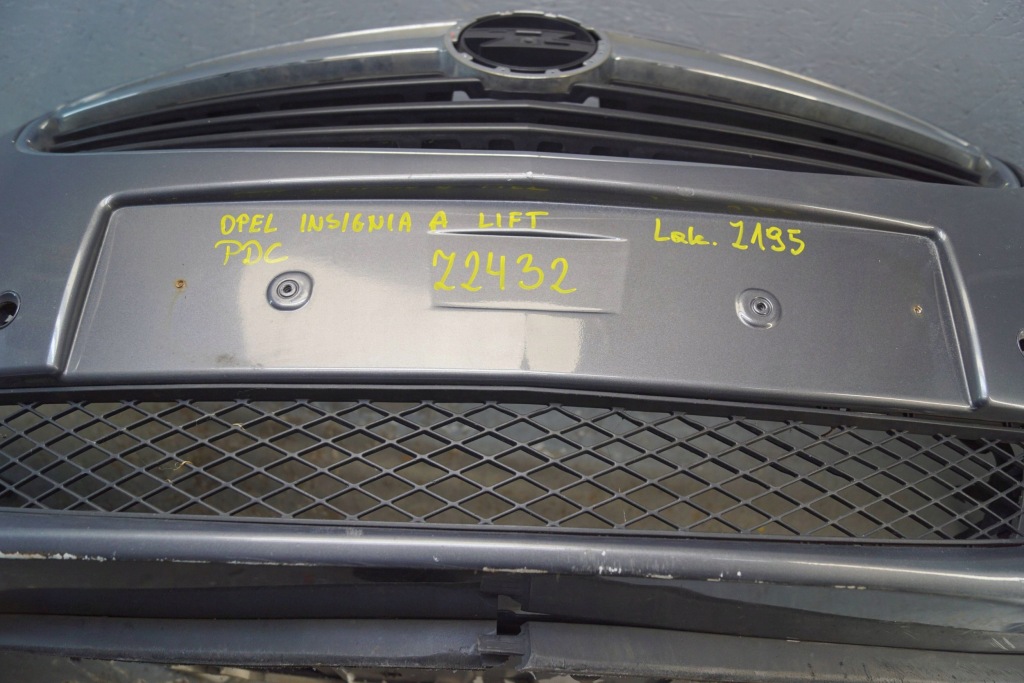 OPEL INSIGNIA A LIFT
PDC
Lak. Z195
Z2432